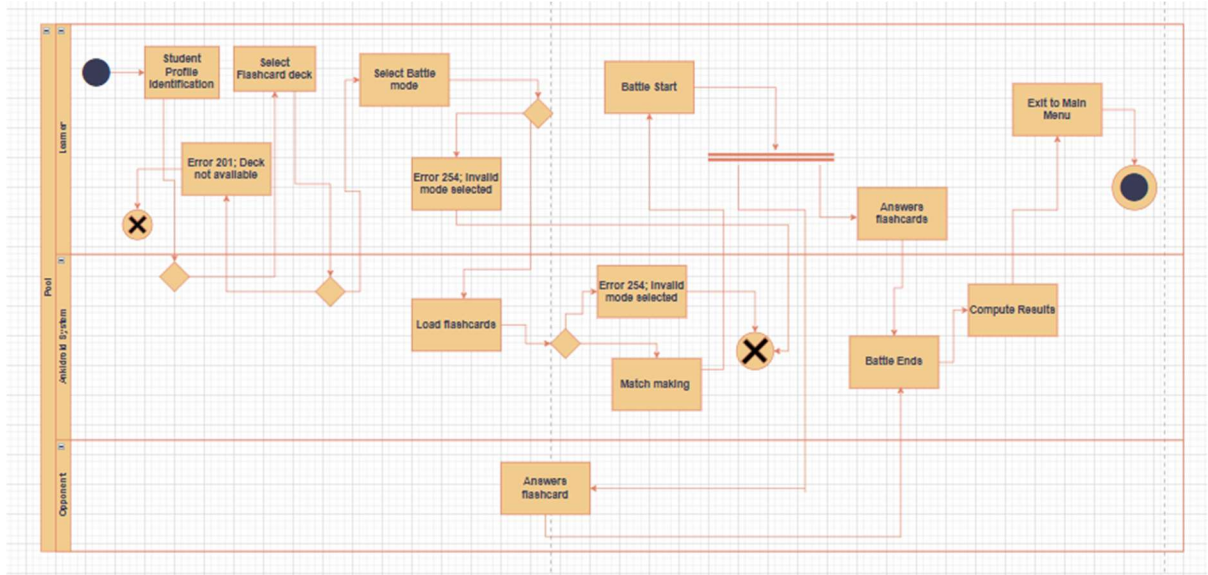 Pool
Learner
Student
Profile
Identification
Select
Flashcard deck
Select Battle
mode
Battle Start
Exit to Main
Menu
Error 201; Deck
not available
Error 254; Invalid
mode selected
Answers
flashcards
Ankidroid System
Error 254; Invalid
mode selected
Load flashcards
Match making
Compute Results
Battle Ends
Opponent
Answers
flashcard